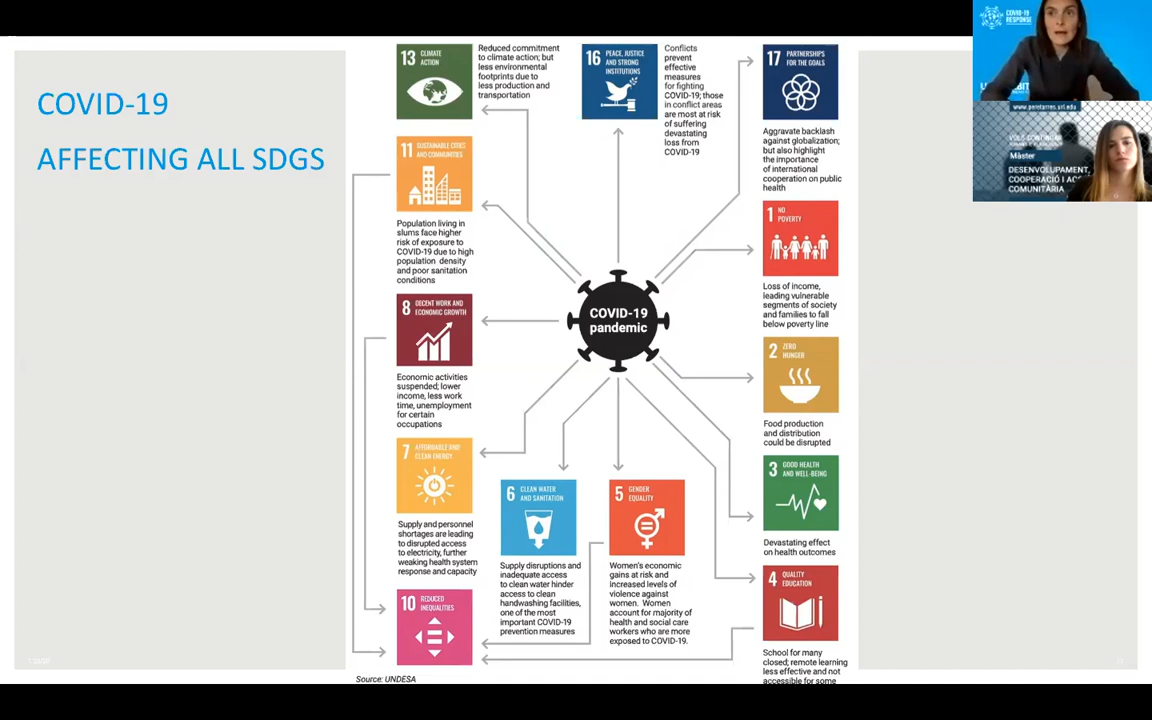 COVID-19
AFFECTING ALL SDGS
13 CLIMATE
ACTION
Reduced commitment
to climate action; but
less environmental
footprints due to
less production and
transportation
16 PEACE, JUSTICE
AND STRONG
INSTITUTIONS
Conflicts
prevent
effective
measures
for fighting
COVID-19; those
in conflict areas
are most at risk
of suffering
devastating
loss from
COVID-19
17 PARTNERSHIPS
FOR THE GOALS
Aggravate backlash
against globalization;
but also highlight
the importance
of international
cooperation on public
health
11 SUSTAINABLE CITIES
AND COMMUNITIES
Population living in
slums face higher
risk of exposure to
COVID-19 due to high
population density
and poor sanitation
conditions
1 NO
POVERTY
Loss of income,
leading vulnerable
segments of society
and families to fall
below poverty line
COVID-19
pandemic
8 DECENT WORK AND
ECONOMIC GROWTH
Economic activities
suspended; lower
income, less work
time, unemployment
for certain
occupations
2 ZERO
HUNGER
Food production
and distribution
could be disrupted
7 AFFORDABLE AND
CLEAN ENERGY
Supply and personnel
shortages are leading
to disrupted access
to electricity, further
weaking health system
response and capacity
3 GOOD HEALTH
AND WELL-BEING
Devastating effect
on health outcomes
6 CLEAN WATER
AND SANITATION
Supply disruptions and
inadequate access
to clean water hinder
access to clean
handwashing facilities,
one of the most
important COVID-19
prevention measures
5 GENDER
EQUALITY
Women's economic
gains at risk and
increased levels of
violence against
women. Women
account for majority of
health and social care
workers who are more
exposed to COVID-19.
4 QUALITY
EDUCATION
School for many
closed; remote learning
less effective and not
accessible for some
10 REDUCED
INEQUALITIES
Source: UNDESA
COVID-19
RESPONSE
www.peretarres.url.edu
Màster
DESENVOLUPAMENT,
COOPERACIÓ I
COMUNITÀRIA